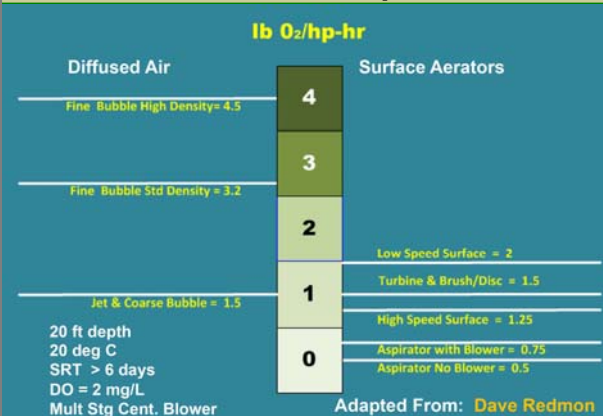 lb O₂/hp-hr
Diffused Air
Surface Aerators
4
Fine Bubble High Density= 4.5
3
Fine Bubble Std Density = 3.2
2
Low Speed Surface = 2
Turbine & Brush/Disc = 1.5
1
Jet & Coarse Bubble = 1.5
High Speed Surface = 1.25
Aspirator with Blower = 0.75
0
Aspirator No Blower = 0.5
20 ft depth
20 deg C
SRT > 6 days
DO = 2 mg/L
Mult Stg Cent. Blower
Adapted From: Dave Redmon